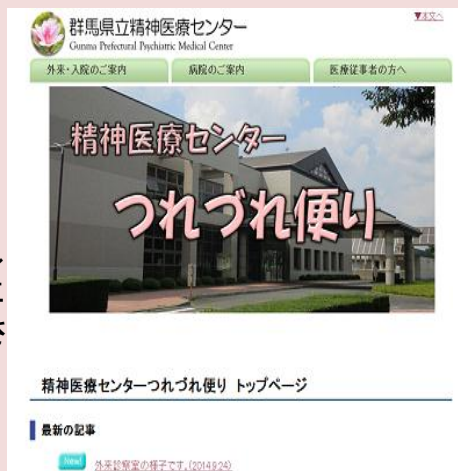 群馬県立精神医療センター
Gunma Prefectural Psychiatric Medical Center
▼本文へ
外来・入院のご案内
病院のご案内
医療従事者の方へ
精神医療センター
つれづれ便り
精神医療センターつれづれ便り トップページ
最新の記事
New!
外来診察室の様子です。(2014.9.24)